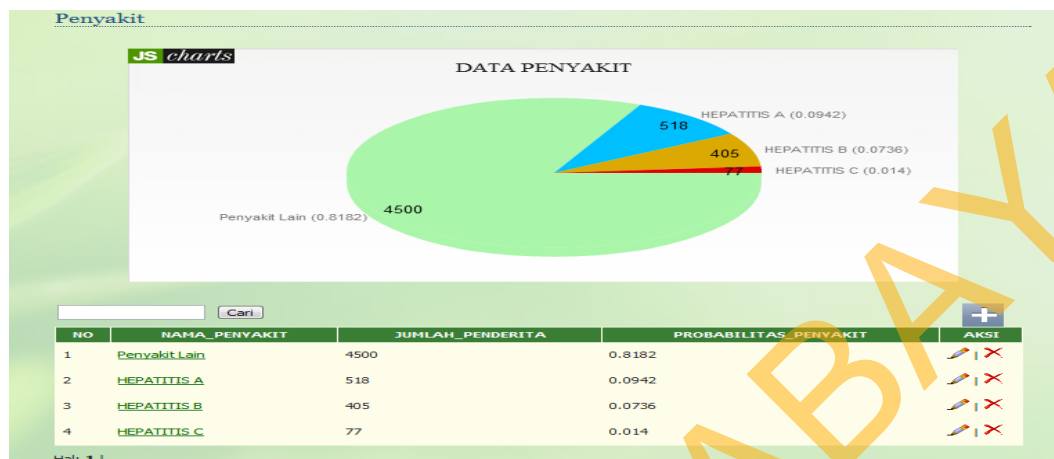 Penyakit
JS charts
DATA PENYAKIT
HEPATITIS A (0.0942)
518
HEPATITIS B (0.0736)
405
HEPATITIS C (0.014)
77
4500
Penyakit Lain (0.8182)
Cari
NO NAMA_PENYAKIT JUMLAH_PENDERITA PROBABILITAS_PENYAKIT AKSI
1 Penyakit Lain 4500 0.8182 |
2 HEPATITIS A 518 0.0942 |
3 HEPATITIS B 405 0.0736 |
4 HEPATITIS C 77 0.014 |
Hal: 1 |
ABAY